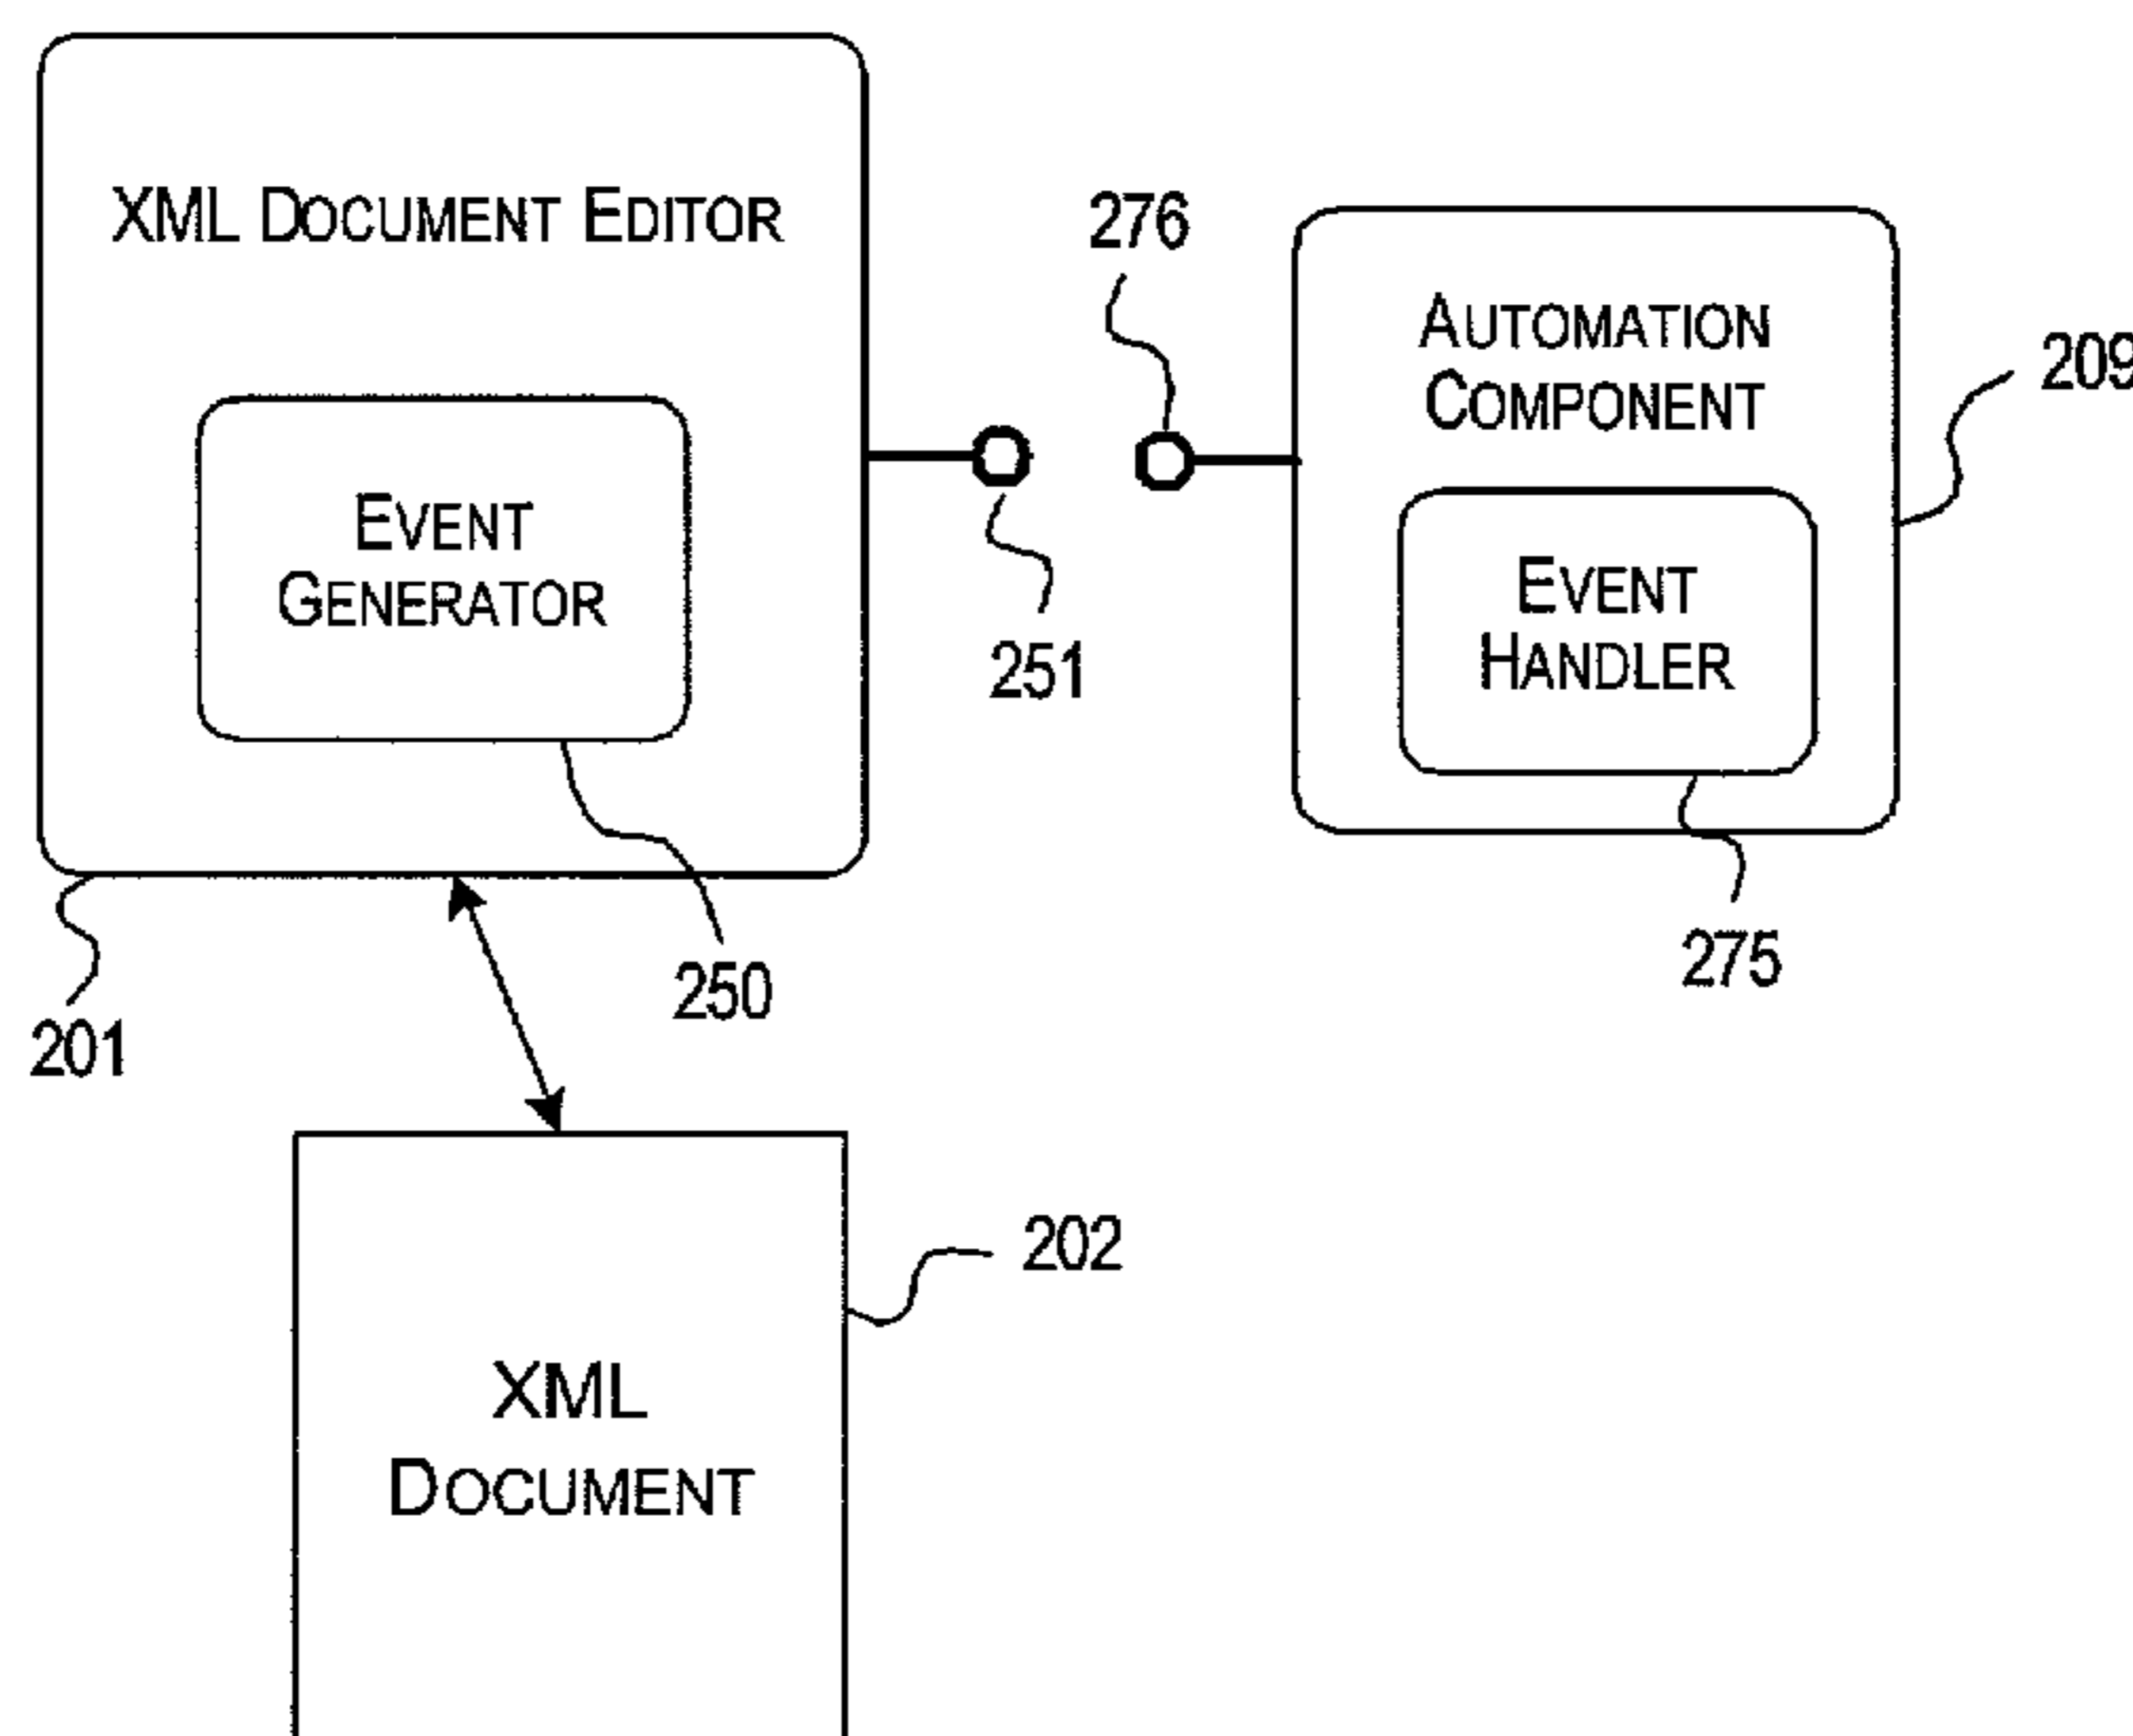 XML DOCUMENT EDITOR
EVENT
GENERATOR
276
251
AUTOMATION
COMPONENT
EVENT
HANDLER
209
275
250
201
202
XML
DOCUMENT